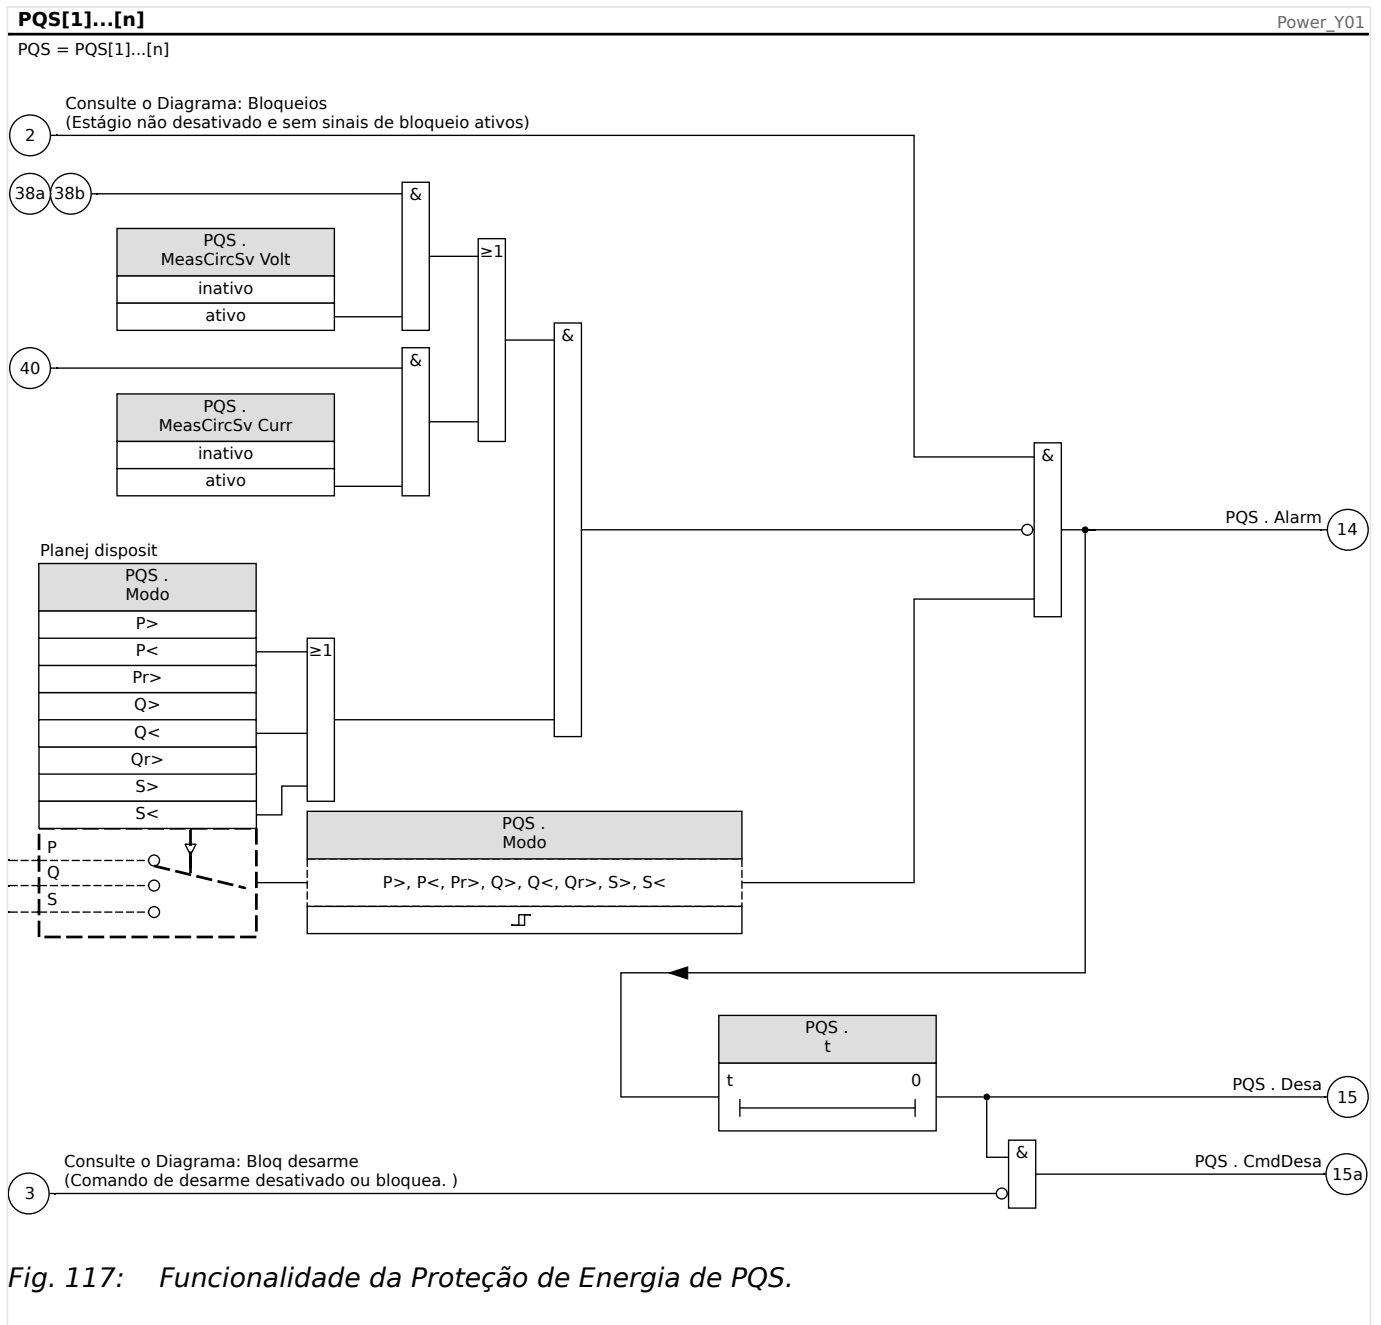 PQS[1]...[n]
Power_Y01
PQS = PQS[1]...[n]
Consulte o Diagrama: Bloqueios
(Estágio não desativado e sem sinais de bloqueio ativos)
2
38a 38b
&
PQS .
MeasCircSv Volt
inativo
ativo
≥1
&
40
&
PQS .
MeasCircSv Curr
inativo
ativo
&
PQS . Alarm
14
Planej disposit
PQS .
Modo
P>
P<
Pr>
Q>
Q<
Qr>
S>
S<
≥1
P
Q
S
PQS .
Modo
P>, P<, Pr>, Q>, Q<, Qr>, S>, S<
PQS .
t
t 0
PQS . Desa
15
Consulte o Diagrama: Bloq desarme
(Comando de desarme desativado ou bloquea. )
3
&
PQS . CmdDesa
15a
Fig. 117: Funcionalidade da Proteção de Energia de PQS.